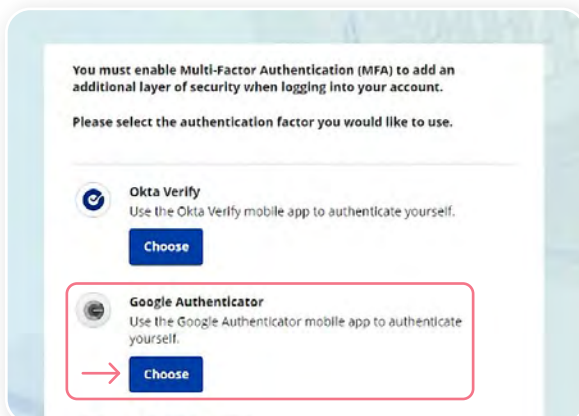 You must enable Multi-Factor Authentication (MFA) to add an
additional layer of security when logging into your account.
Please select the authentication factor you would like to use.
Okta Verify
Use the Okta Verify mobile app to authenticate yourself.
Choose
Google Authenticator
Use the Google Authenticator mobile app to authenticate
yourself.
Choose